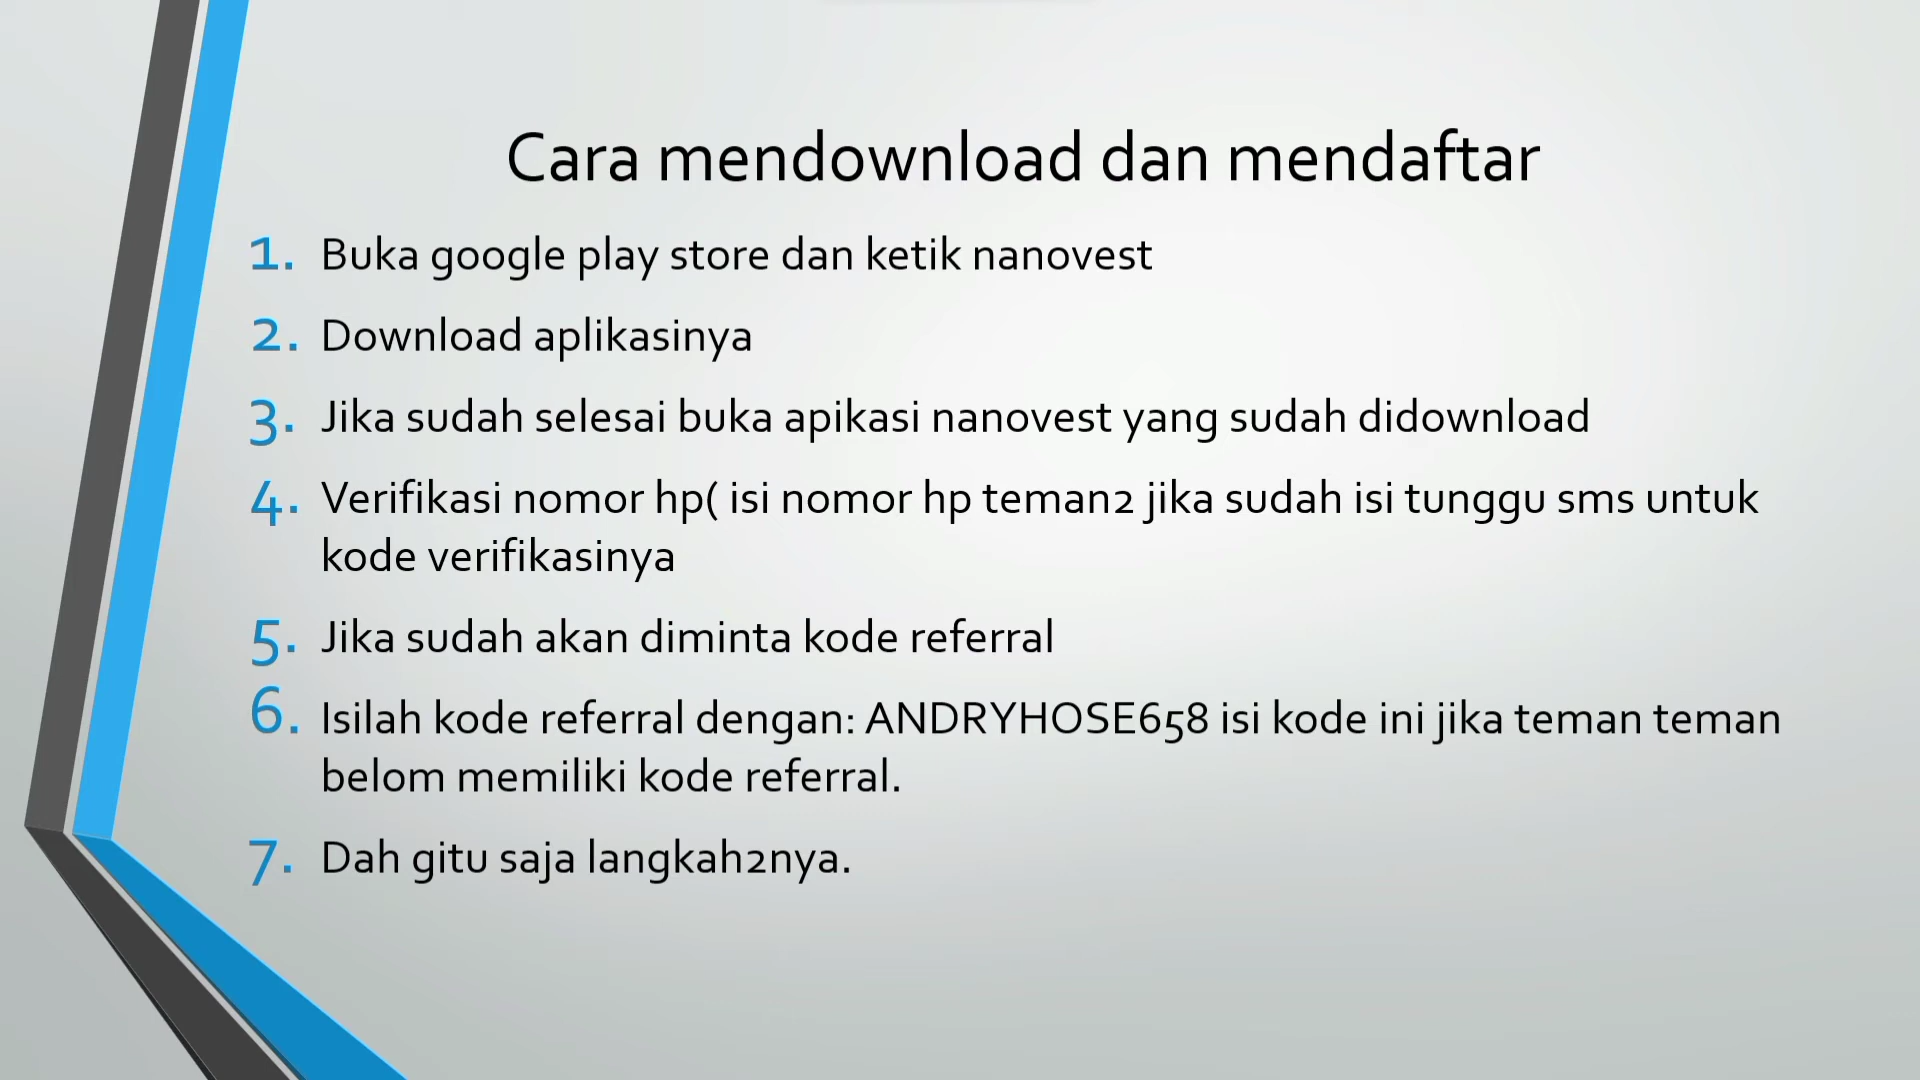 Cara mendownload dan mendaftar
1. Buka google play store dan ketik nanovest
2. Download aplikasinya
3. Jika sudah selesai buka apikasi nanovest yang sudah didownload
4. Verifikasi nomor hp( isi nomor hp teman2 jika sudah isi tunggu sms untuk
kode verifikasinya
5. Jika sudah akan diminta kode referral
6. Isilah kode referral dengan: ANDRYHOSE658 isi kode ini jika teman teman
belom memiliki kode referral.
7. Dah gitu saja langkah2nya.